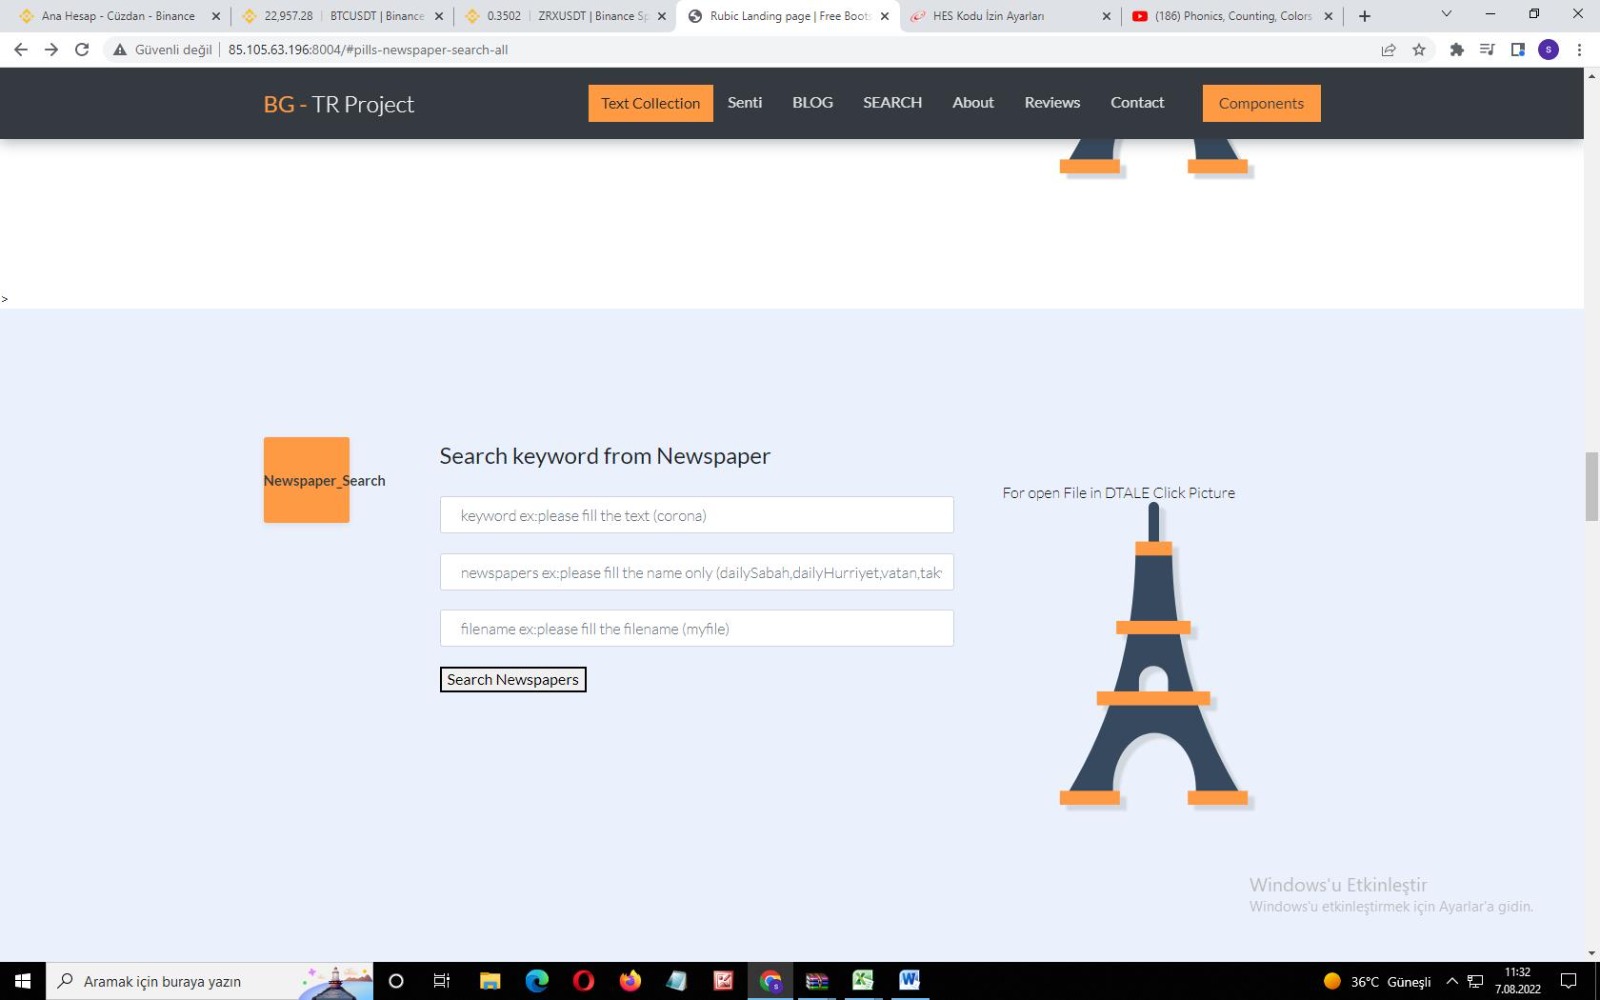 Ana Hesap - Cüzdan - Binance
22,957.28 | BTCUSDT | Binance
0.3502 | ZRXUSDT | Binance Sp
Rubic Landing page | Free Boot
HES Kodu İzin Ayarları
(186) Phonics, Counting, Colors
Güvenli değil | 85.105.63.196:8004/#pills-newspaper-search-all
S
BG - TR Project
Text Collection
Senti
BLOG
SEARCH
About
Reviews
Contact
Components
>
Newspaper_Search
Search keyword from Newspaper
keyword ex:please fill the text (corona)
newspapers ex:please fill the name only (dailySabah,dailyHurriyet,vatan,tak
filename ex:please fill the filename (myfile)
Search Newspapers
For open File in DTALE Click Picture
Windows'u Etkinleştir
Windows'u etkinleştirmek için Ayarlar'a gidin.
Aramak için buraya yazın
36°C Güneşli
11:32
7.08.2022